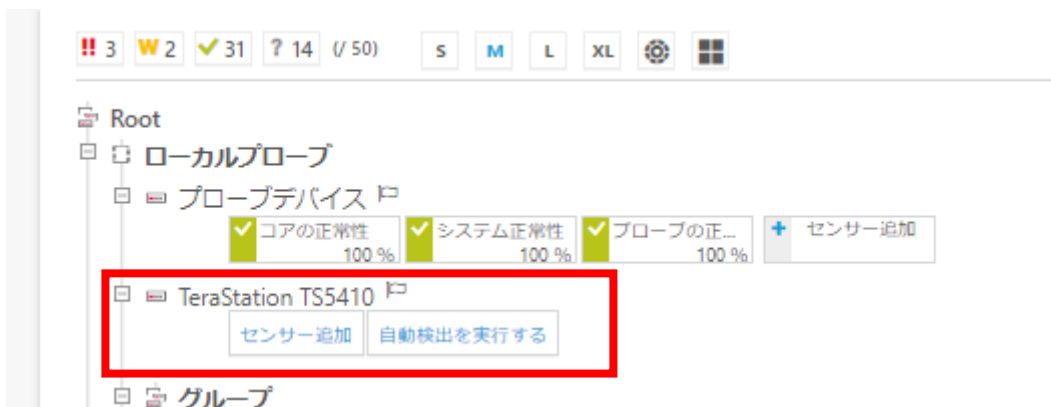 !! 3 W 2 31 ? 14 (/ 50) S M L XL
Root
ローカルプローブ
プローブデバイス
コアの正常性 システム正常性 プローブの正... + センサー追加
100 % 100 % 100 %
TeraStation TS5410
センサー追加 自動検出を実行する
グループ